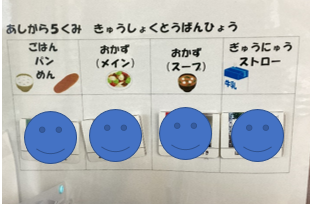 あしから5くみ きゅうしょくとうばんひょう
ごはん
パン
めん
おかず
(メイン)
おかず
(スープ)
ぎゅうにゅう
ストロー
牛乳